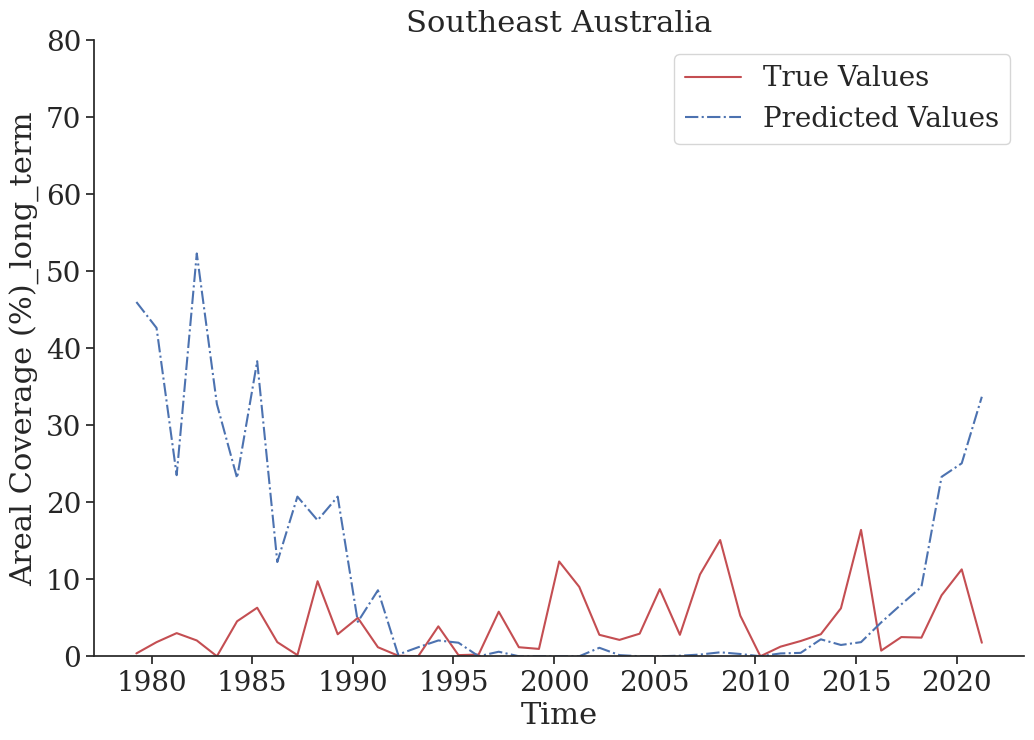 Southeast Australia
True Values
Predicted Values
Areal Coverage (%)_long_term
80
70
60
50
40
30
20
10
0
1980 1985 1990 1995 2000 2005 2010 2015 2020
Time